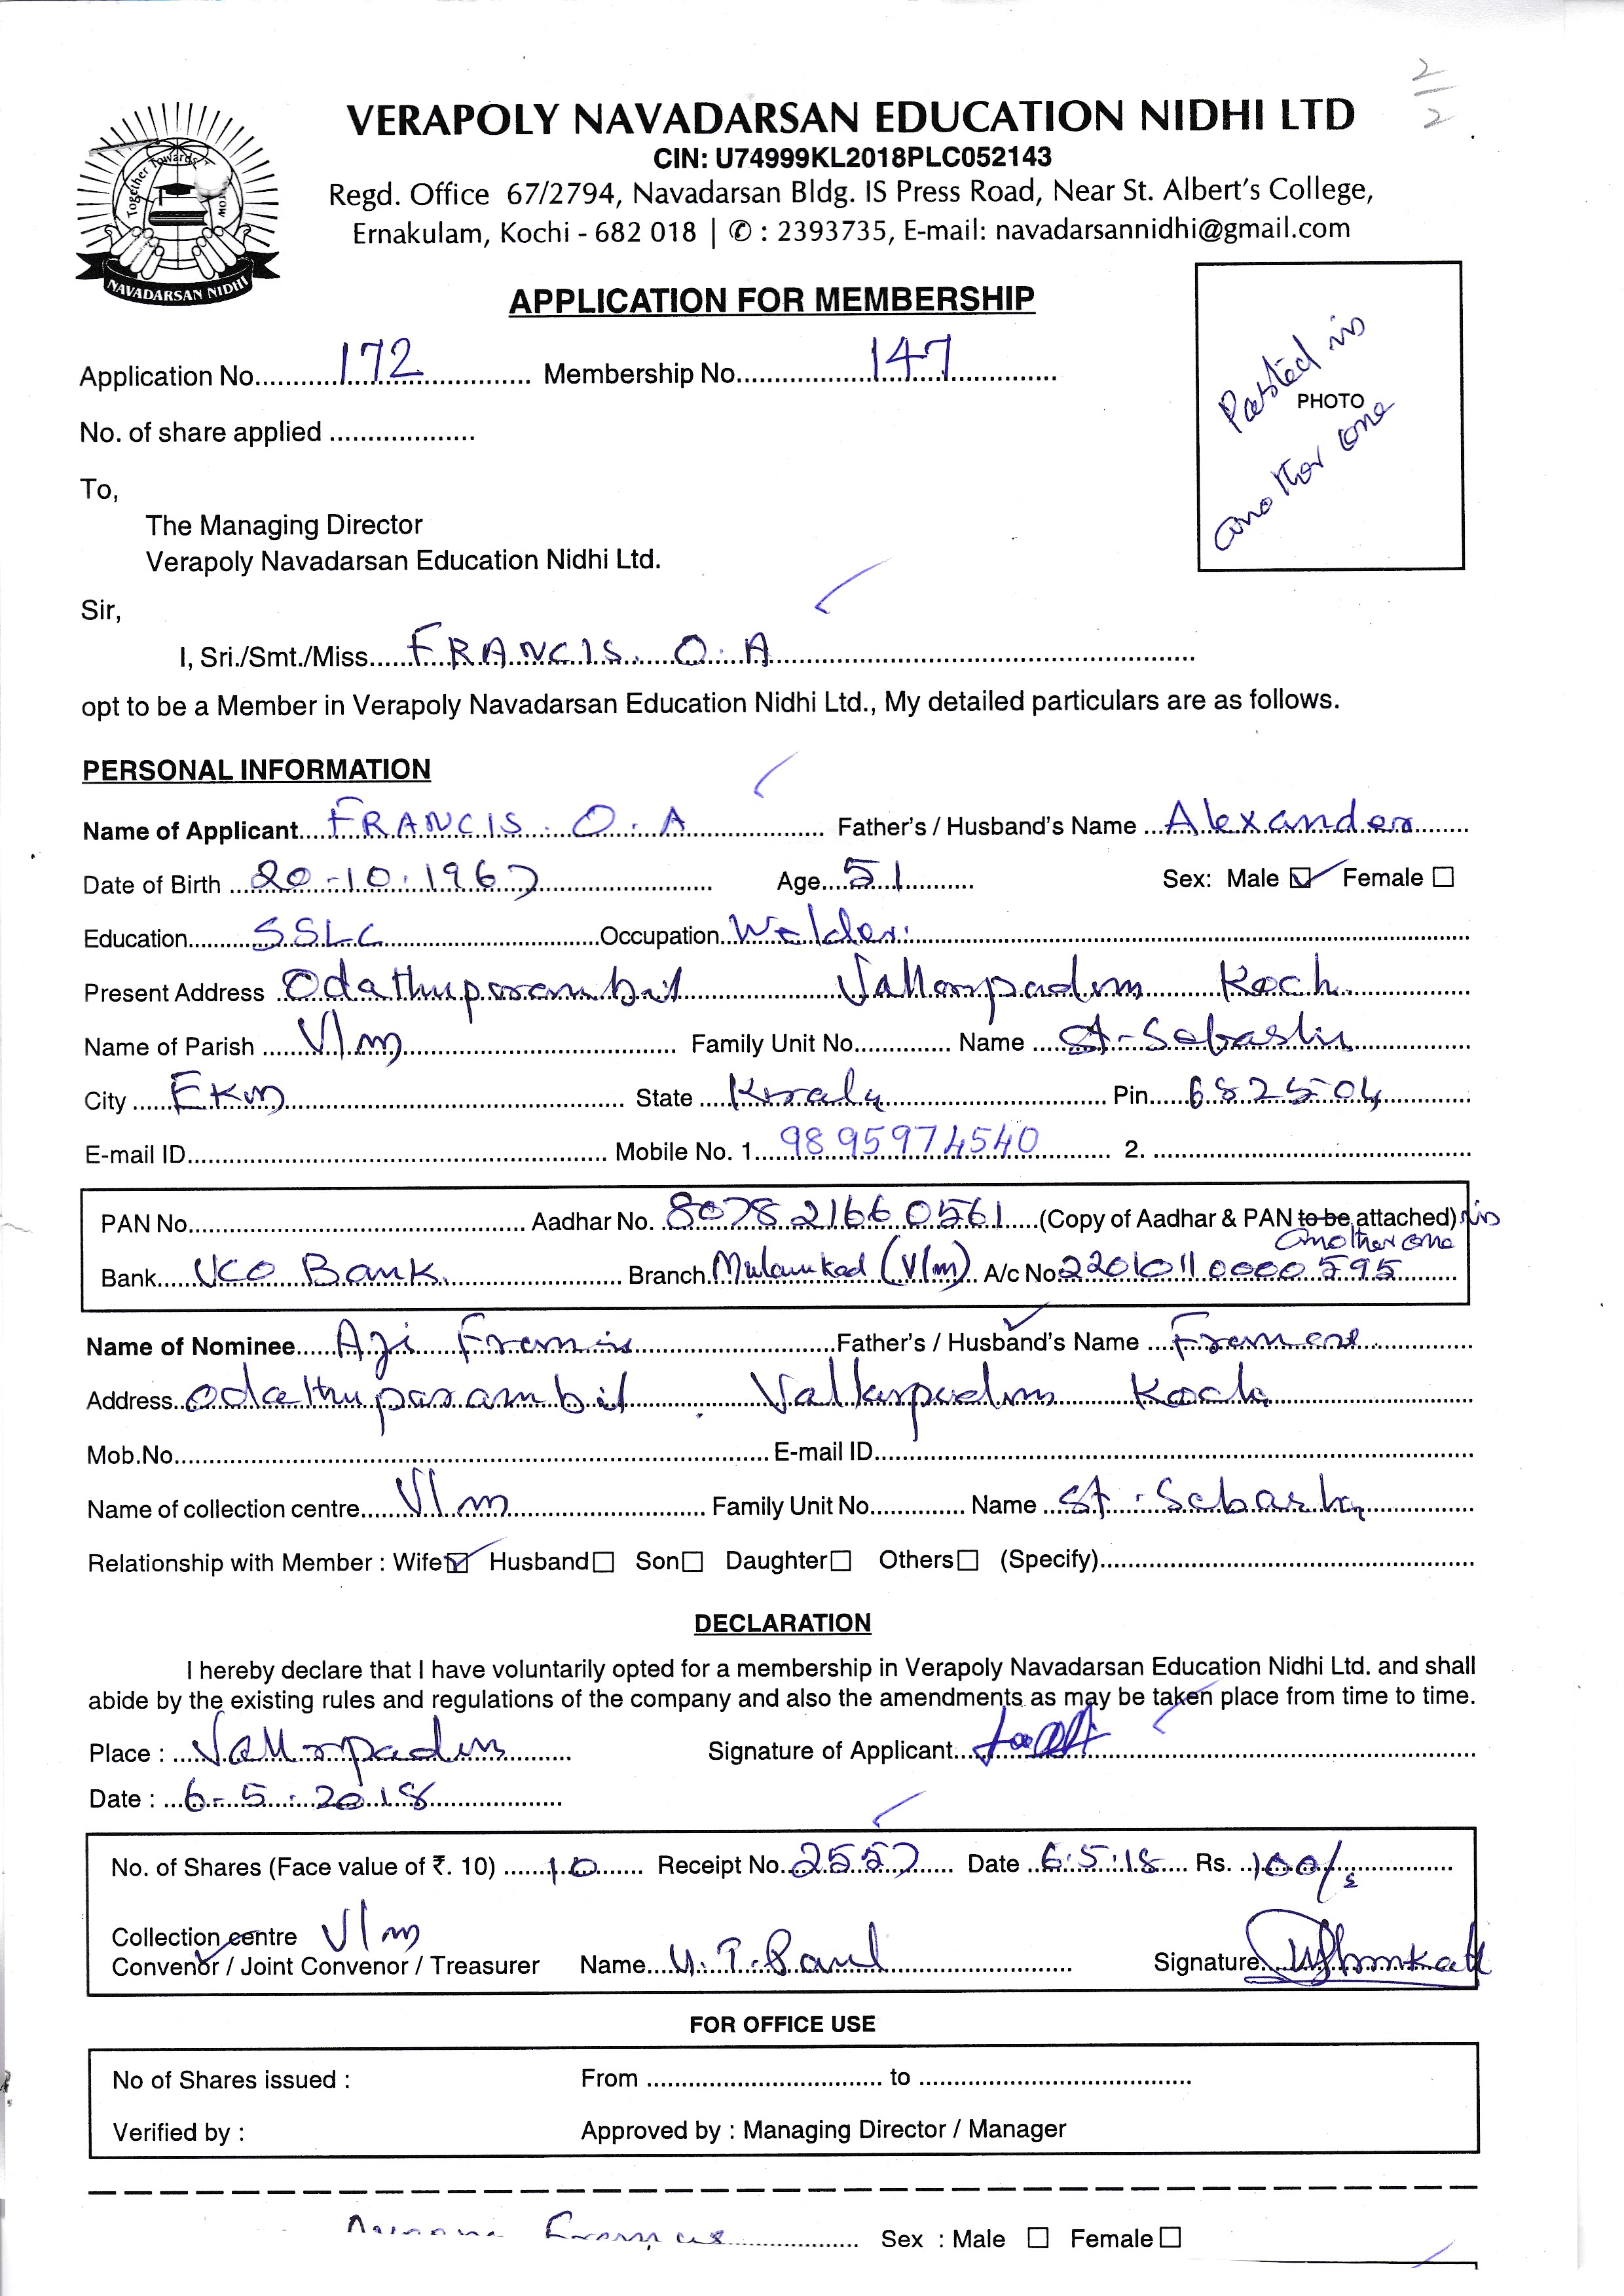 2/2
VERAPOLY NAVADARSAN EDUCATION NIDHI LTD
CIN: U74999KL2018PLC052143
Regd. Office 67/2794, Navadarsan Bldg. IS Press Road, Near St. Albert's College,
Ernakulam, Kochi - 682 018 | ✆ : 2393735, E-mail: navadarsannidhi@gmail.com
Together Towards Tomorrow
NAVADARSAN NIDHI
APPLICATION FOR MEMBERSHIP
Application No. 172 Membership No. 147
Pasted in
PHOTO
another one
No. of share applied
To,
The Managing Director
Verapoly Navadarsan Education Nidhi Ltd.
Sir,
I, Sri./Smt./Miss. FRANCIS. O. A
opt to be a Member in Verapoly Navadarsan Education Nidhi Ltd., My detailed particulars are as follows.
PERSONAL INFORMATION
Name of Applicant FRANCIS. O. A Father's / Husband's Name Alexander
Date of Birth 20-10-1967 Age 51 Sex: Male ☑ Female ☐
Education SSLC Occupation Welder
Present Address Odathuparambil Vallarpadm Koch
Name of Parish Vlm Family Unit No. Name St-Sebastin
City Ekm State Kerala Pin 682504
E-mail ID Mobile No. 1. 9895974540 2.
PAN No. Aadhar No. 8078 2166 0561 (Copy of Aadhar & PAN to be attached) is
another one
Bank UCO Bank Branch Mulavukad (Vlm) A/c No 22010110000595
Name of Nominee Aji Francis Father's / Husband's Name Francis
Address Odathuparambil Vallarpadm Koch
Mob.No. E-mail ID
Name of collection centre Vlm Family Unit No. Name St-Sebastin
Relationship with Member : Wife ☑ Husband ☐ Son ☐ Daughter ☐ Others ☐ (Specify)
DECLARATION
I hereby declare that I have voluntarily opted for a membership in Verapoly Navadarsan Education Nidhi Ltd. and shall
abide by the existing rules and regulations of the company and also the amendments as may be taken place from time to time.
Place : Vallarpadm Signature of Applicant
Date : 6-5-2018
No. of Shares (Face value of ₹. 10) 10 Receipt No. 2557 Date 6.5.18 Rs. 100/-
Collection centre Vlm
Convenor / Joint Convenor / Treasurer Name U.T. Paul Signature
FOR OFFICE USE
No of Shares issued : From to
Verified by : Approved by : Managing Director / Manager
Francis Sex : Male ☐ Female ☐